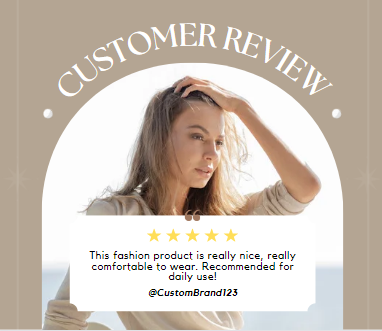 CUSTOMER REVIEW
This fashion product is really nice, really
comfortable to wear. Recommended for
daily use!
@CustomBrand123